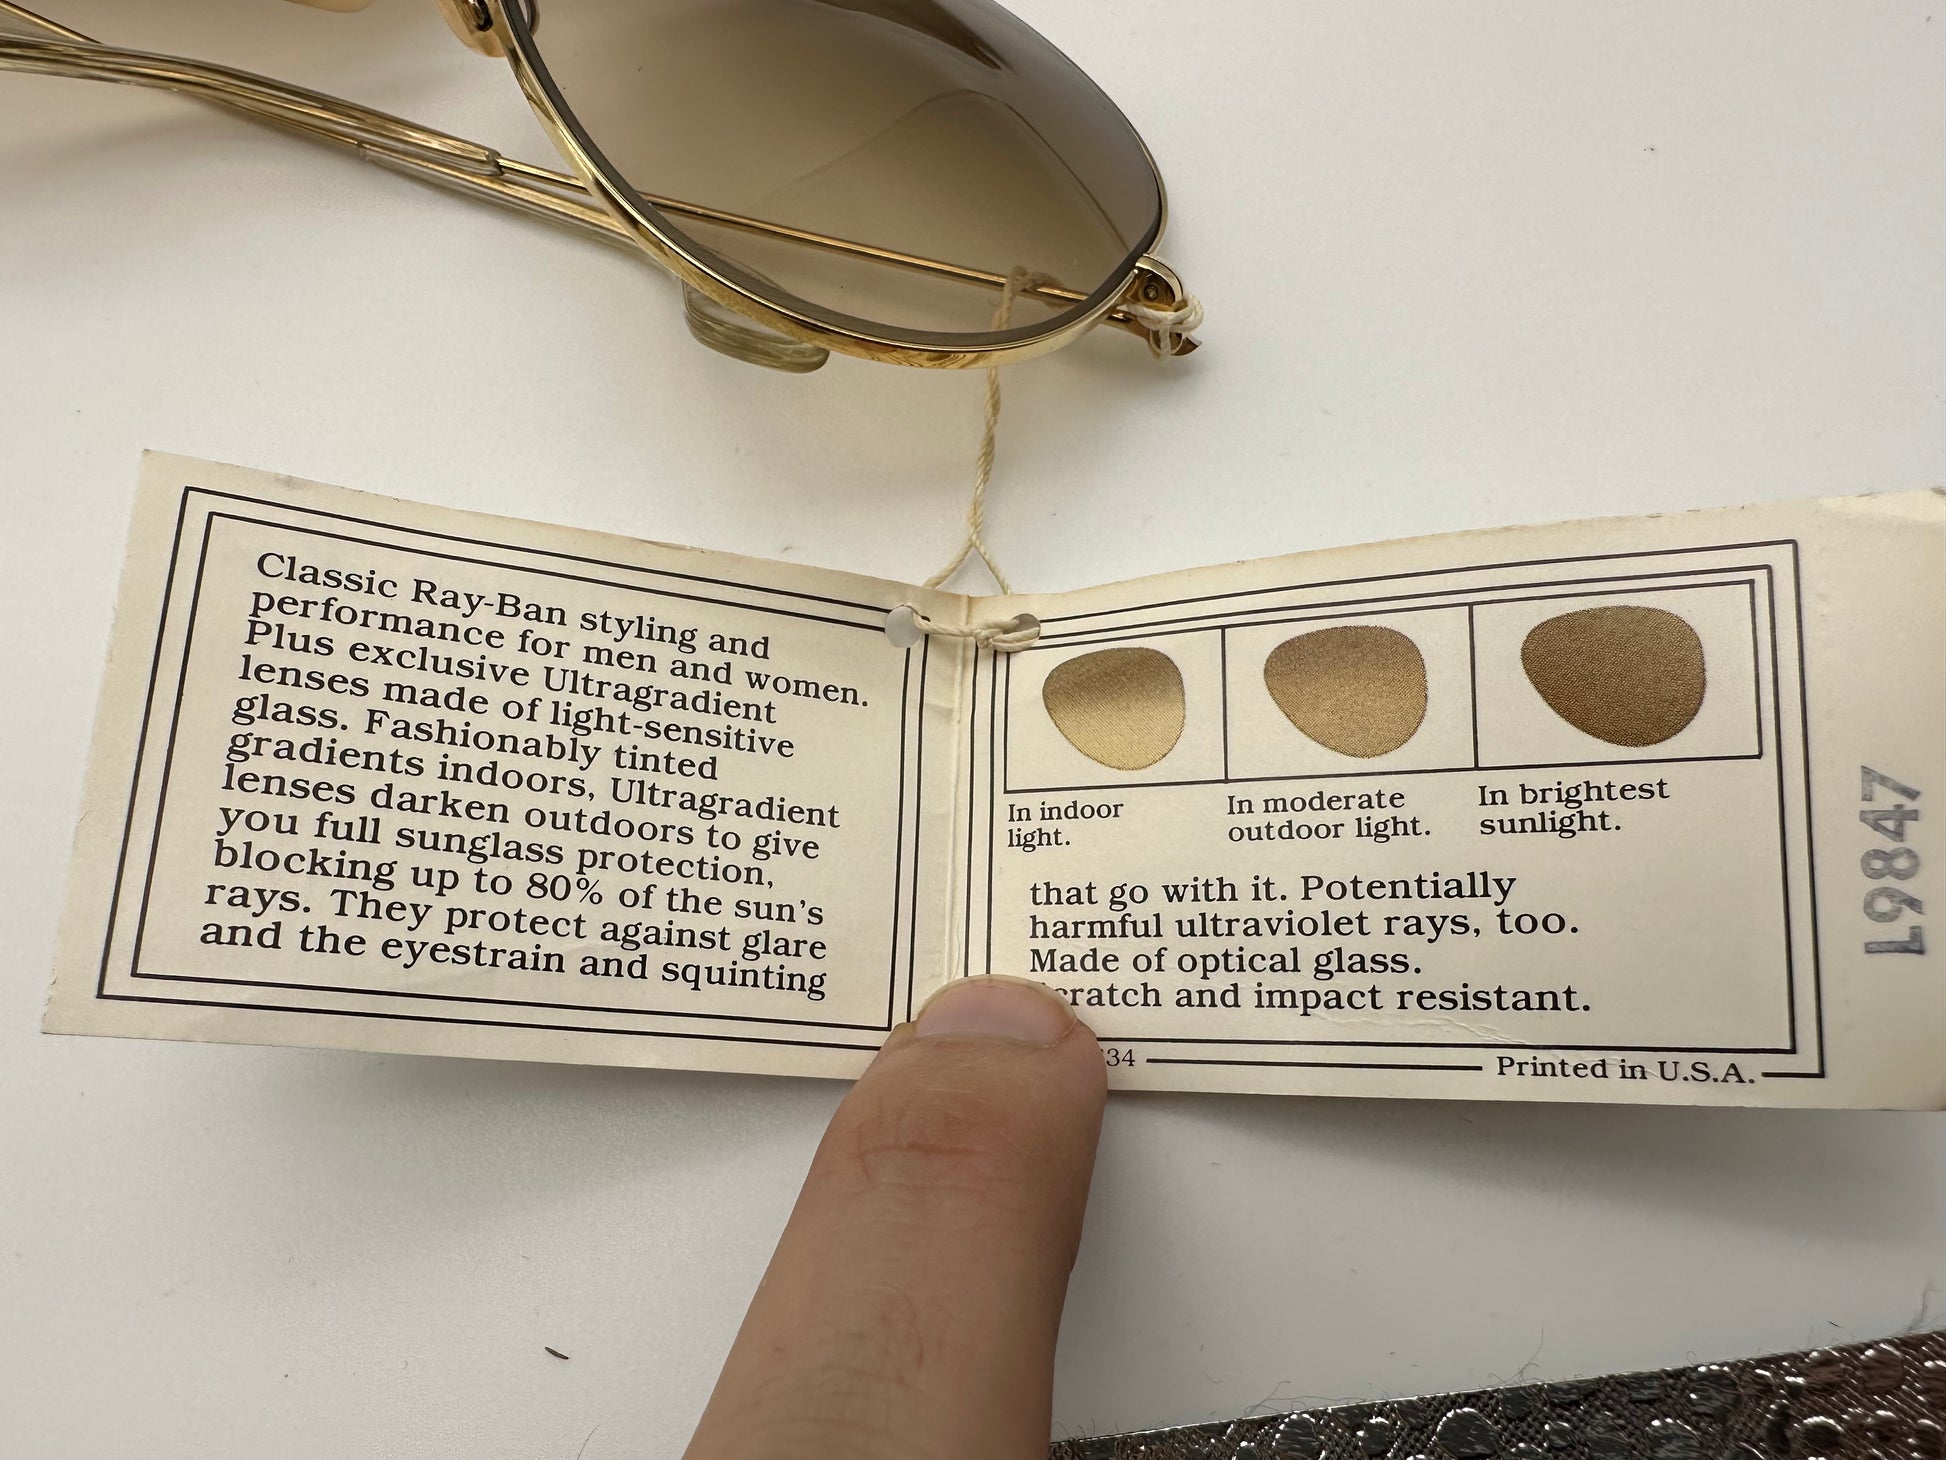 Classic Ray-Ban styling and
performance for men and women.
Plus exclusive Ultragradient
lenses made of light-sensitive
glass. Fashionably tinted
gradients indoors, Ultragradient
lenses darken outdoors to give
you full sunglass protection,
blocking up to 80% of the sun's
rays. They protect against glare
and the eyestrain and squinting
In indoor
light.
In moderate
outdoor light.
In brightest
sunlight.
that go with it. Potentially
harmful ultraviolet rays, too.
Made of optical glass.
and impact resistant.
Printed in U.S.A.
L9847